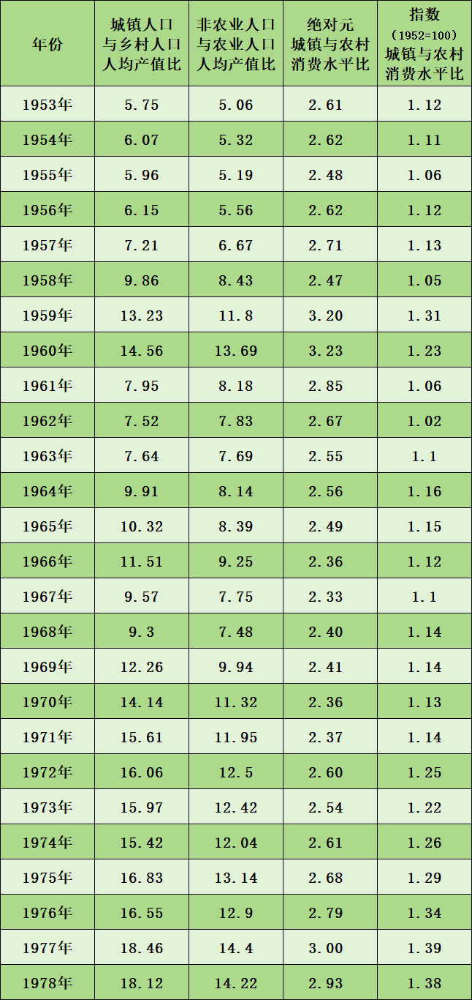 年份 城镇人口与乡村人口人均产值比 非农业人口与农业人口人均产值比 绝对元城镇与农村消费水平比 指数（1952=100）城镇与农村消费水平比
1953年 5.75 5.06 2.61 1.12
1954年 6.07 5.32 2.62 1.11
1955年 5.96 5.19 2.48 1.06
1956年 6.15 5.56 2.62 1.12
1957年 7.21 6.67 2.71 1.13
1958年 9.86 8.43 2.47 1.05
1959年 13.23 11.8 3.20 1.31
1960年 14.56 13.69 3.23 1.23
1961年 7.95 8.18 2.85 1.06
1962年 7.52 7.83 2.67 1.02
1963年 7.64 7.69 2.55 1.1
1964年 9.91 8.14 2.56 1.16
1965年 10.32 8.39 2.49 1.15
1966年 11.51 9.25 2.36 1.12
1967年 9.57 7.75 2.33 1.1
1968年 9.3 7.48 2.40 1.14
1969年 12.26 9.94 2.41 1.14
1970年 14.14 11.32 2.36 1.13
1971年 15.61 11.95 2.37 1.14
1972年 16.06 12.5 2.60 1.25
1973年 15.97 12.42 2.54 1.22
1974年 15.42 12.04 2.61 1.26
1975年 16.83 13.14 2.68 1.29
1976年 16.55 12.9 2.79 1.34
1977年 18.46 14.4 3.00 1.39
1978年 18.12 14.22 2.93 1.38